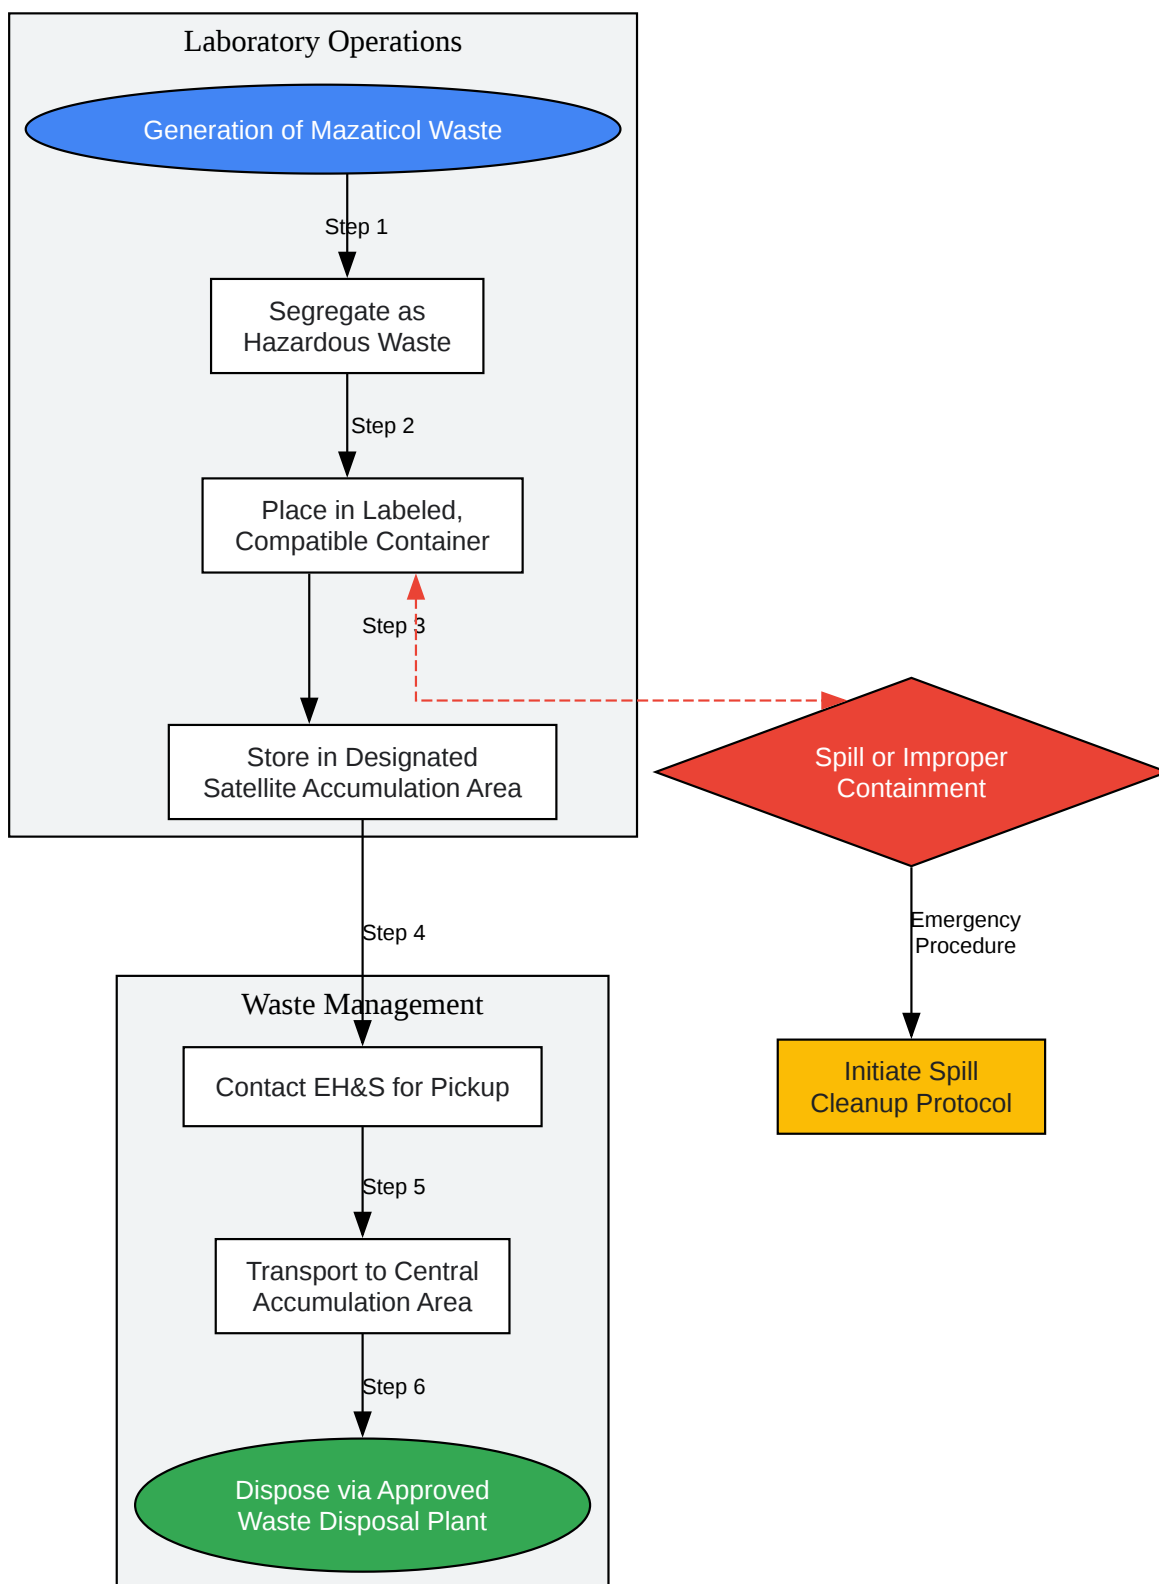 Laboratory Operations
Generation of Mazaticol Waste
Step 1
Segregate as
Hazardous Waste
Step 2
Place in Labeled,
Compatible Container
Step 3
Store in Designated
Satellite Accumulation Area
Spill or Improper
Containment
Step 4
Emergency
Procedure
Waste Management
Contact EH&S for Pickup
Initiate Spill
Cleanup Protocol
Step 5
Transport to Central
Accumulation Area
Step 6
Dispose via Approved
Waste Disposal Plant